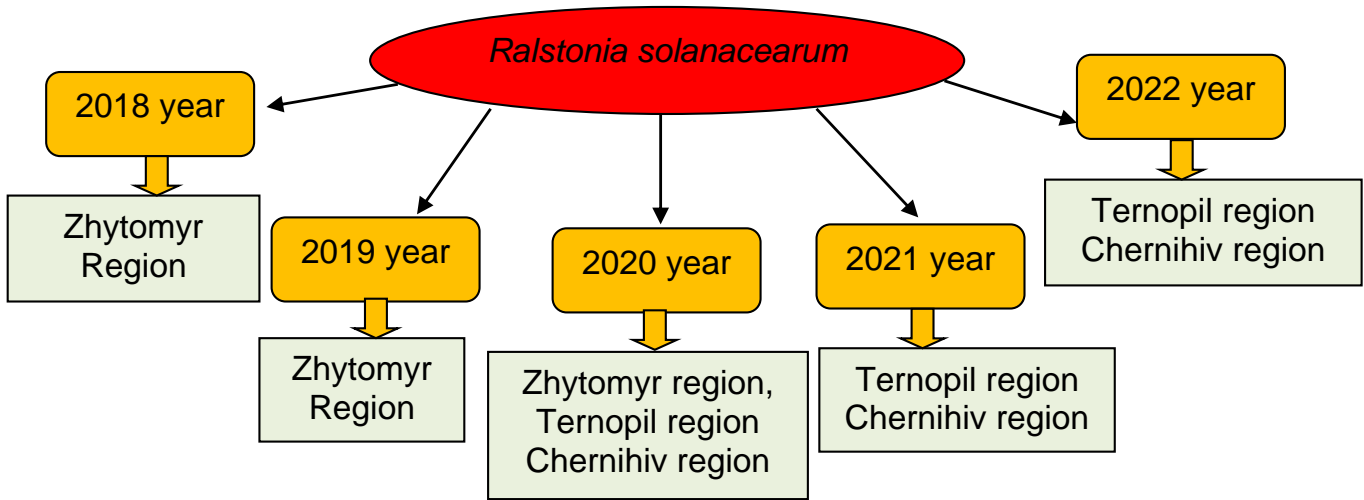 Ralstonia solanacearum
2018 year
Zhytomyr
Region
2019 year
Zhytomyr
Region
2020 year
Zhytomyr region,
Ternopil region
Chernihiv region
2021 year
Ternopil region
Chernihiv region
2022 year
Ternopil region
Chernihiv region